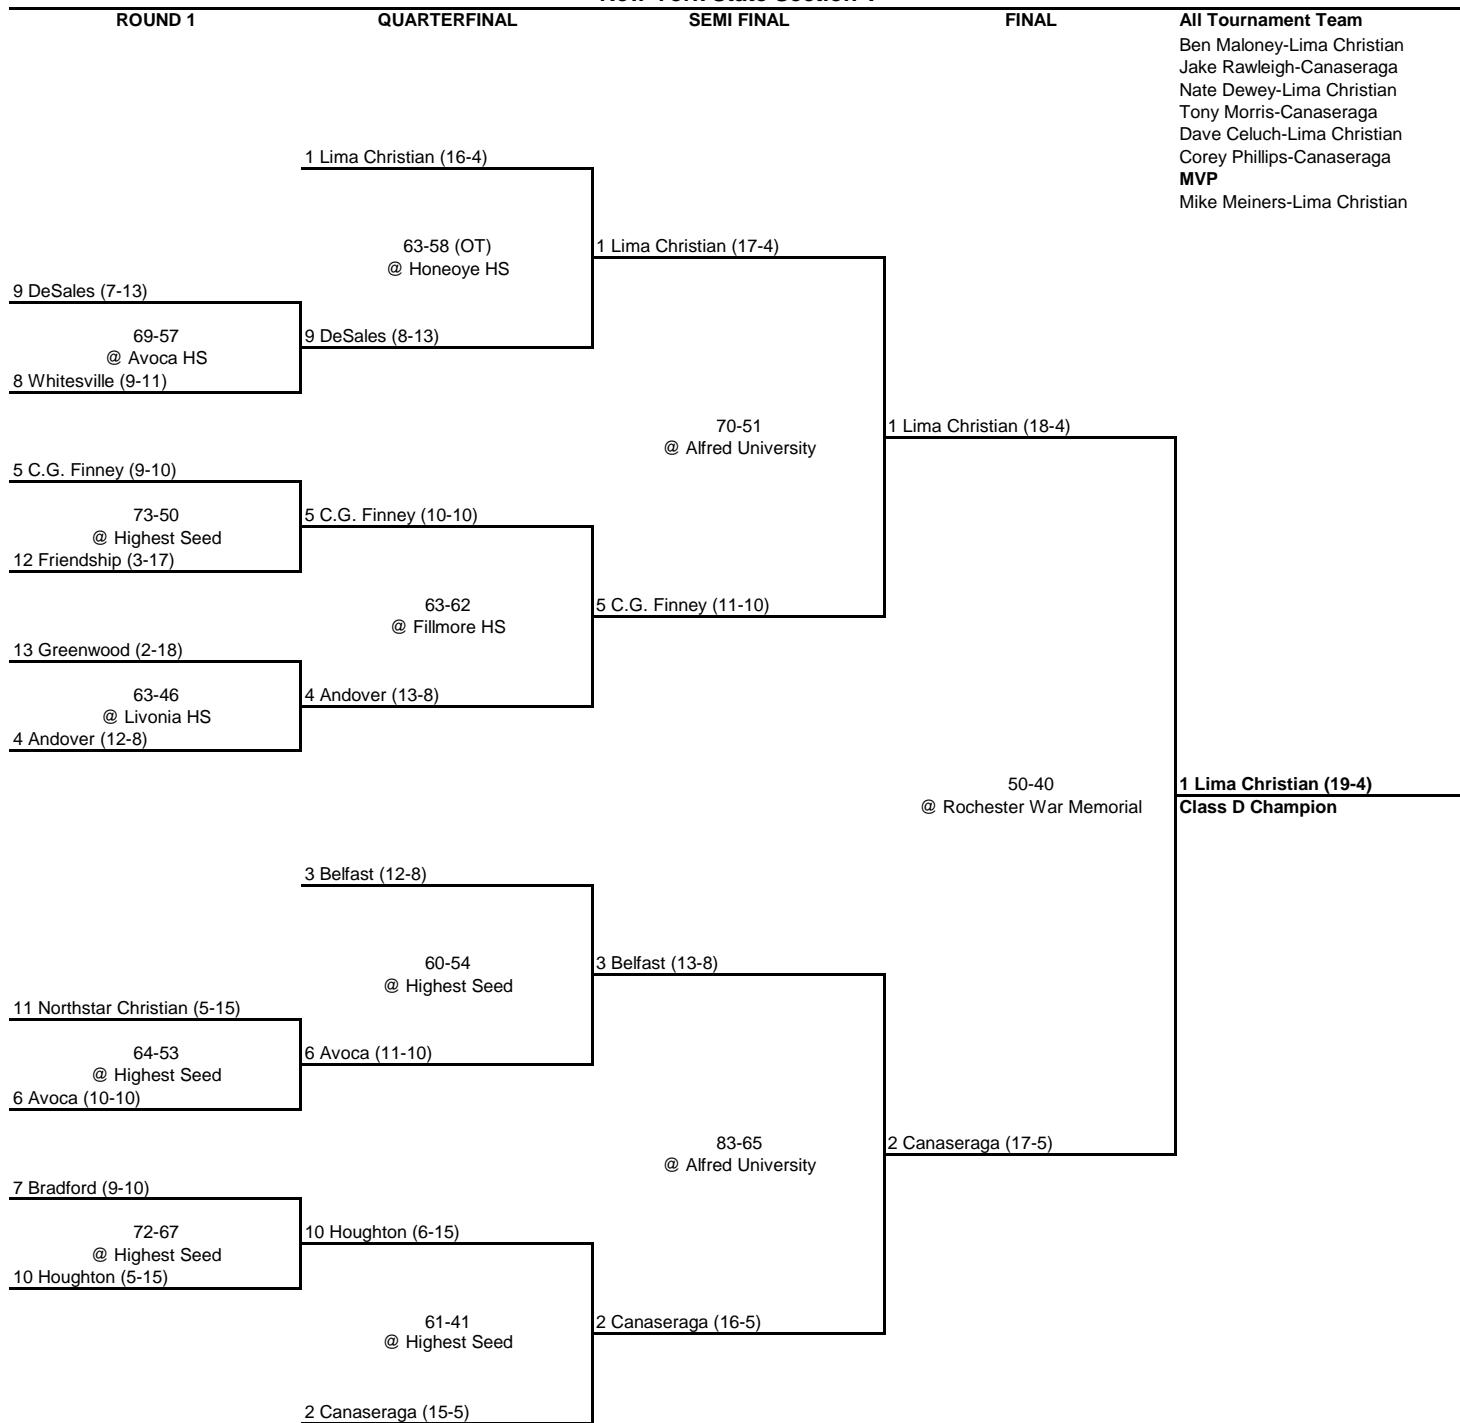 ROUND 1 QUARTERFINAL SEMI FINAL FINAL All Tournament Team
Ben Maloney-Lima Christian
Jake Rawleigh-Canaseraga
Nate Dewey-Lima Christian
Tony Morris-Canaseraga
Dave Celuch-Lima Christian
Corey Phillips-Canaseraga
MVP
Mike Meiners-Lima Christian
1 Lima Christian (16-4)
63-58 (OT)
@ Honeoye HS
1 Lima Christian (17-4)
9 DeSales (7-13)
69-57
@ Avoca HS
9 DeSales (8-13)
8 Whitesville (9-11)
70-51
@ Alfred University
1 Lima Christian (18-4)
5 C.G. Finney (9-10)
73-50
@ Highest Seed
5 C.G. Finney (10-10)
12 Friendship (3-17)
63-62
@ Fillmore HS
5 C.G. Finney (11-10)
13 Greenwood (2-18)
63-46
@ Livonia HS
4 Andover (13-8)
4 Andover (12-8)
50-40
@ Rochester War Memorial
1 Lima Christian (19-4)
Class D Champion
3 Belfast (12-8)
60-54
@ Highest Seed
3 Belfast (13-8)
11 Northstar Christian (5-15)
64-53
@ Highest Seed
6 Avoca (11-10)
6 Avoca (10-10)
83-65
@ Alfred University
2 Canaseraga (17-5)
7 Bradford (9-10)
72-67
@ Highest Seed
10 Houghton (6-15)
10 Houghton (5-15)
61-41
@ Highest Seed
2 Canaseraga (16-5)
2 Canaseraga (15-5)